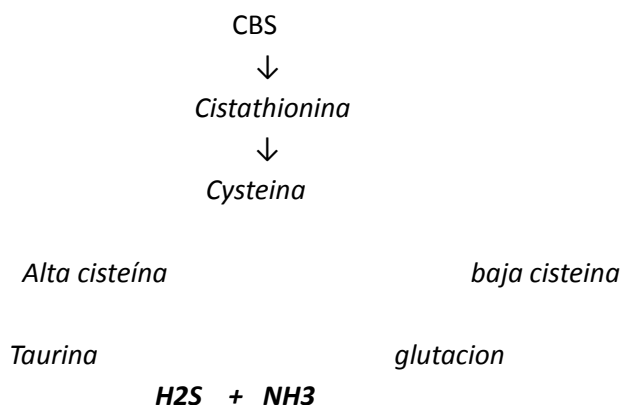 CBS
↓
Cistathionina
↓
Cysteina
Alta cisteína baja cisteina
Taurina glutacion
H2S + NH3